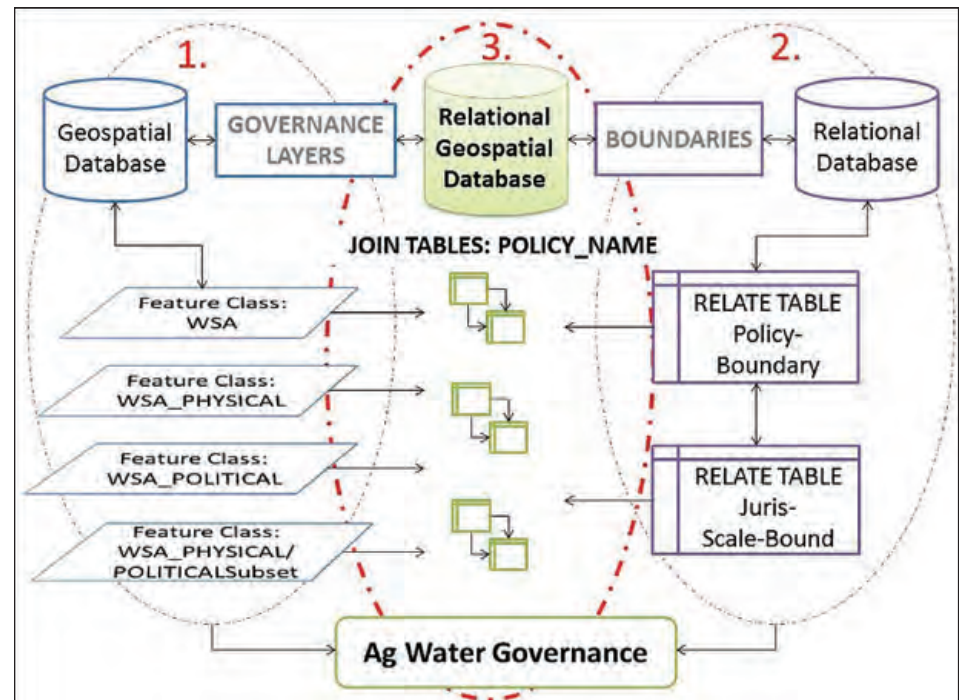 1.
3.
2.
Geospatial
Database
GOVERNANCE
LAYERS
Relational
Geospatial
Database
BOUNDARIES
Relational
Database
JOIN TABLES: POLICY_NAME
Feature Class:
WSA
Feature Class:
WSA_PHYSICAL
Feature Class:
WSA_POLITICAL
Feature Class:
WSA_PHYSICAL/
POLITICALSubset
RELATE TABLE
Policy-
Boundary
RELATE TABLE
Juris-
Scale-Bound
Ag Water Governance